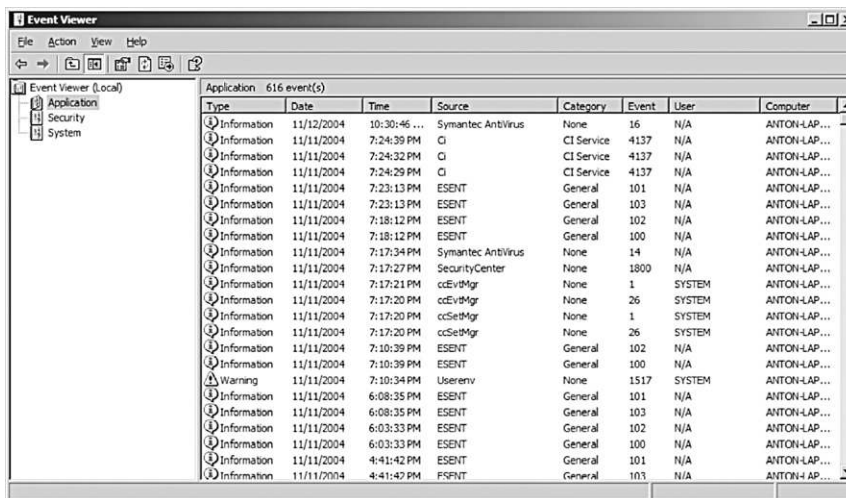 Event Viewer
File Action View Help
Event Viewer (Local)
Application
Security
System
Application 616 event(s)
Type Date Time Source Category Event User Computer
Information 11/12/2004 10:30:46 ... Symantec AntiVirus None 16 N/A ANTON-LAP...
Information 11/11/2004 7:24:39 PM Ci CI Service 4137 N/A ANTON-LAP...
Information 11/11/2004 7:24:32 PM Ci CI Service 4137 N/A ANTON-LAP...
Information 11/11/2004 7:24:29 PM Ci CI Service 4137 N/A ANTON-LAP...
Information 11/11/2004 7:23:13 PM ESENT General 101 N/A ANTON-LAP...
Information 11/11/2004 7:23:13 PM ESENT General 103 N/A ANTON-LAP...
Information 11/11/2004 7:18:12 PM ESENT General 102 N/A ANTON-LAP...
Information 11/11/2004 7:18:12 PM ESENT General 100 N/A ANTON-LAP...
Information 11/11/2004 7:17:34 PM Symantec AntiVirus None 14 N/A ANTON-LAP...
Information 11/11/2004 7:17:27 PM SecurityCenter None 1800 N/A ANTON-LAP...
Information 11/11/2004 7:17:21 PM ccEvtMgr None 1 SYSTEM ANTON-LAP...
Information 11/11/2004 7:17:20 PM ccEvtMgr None 26 SYSTEM ANTON-LAP...
Information 11/11/2004 7:17:20 PM ccSetMgr None 1 SYSTEM ANTON-LAP...
Information 11/11/2004 7:17:20 PM ccSetMgr None 26 SYSTEM ANTON-LAP...
Information 11/11/2004 7:10:39 PM ESENT General 102 N/A ANTON-LAP...
Information 11/11/2004 7:10:39 PM ESENT General 100 N/A ANTON-LAP...
Warning 11/11/2004 7:10:34 PM Userenv None 1517 SYSTEM ANTON-LAP...
Information 11/11/2004 6:08:35 PM ESENT General 101 N/A ANTON-LAP...
Information 11/11/2004 6:08:35 PM ESENT General 103 N/A ANTON-LAP...
Information 11/11/2004 6:03:33 PM ESENT General 102 N/A ANTON-LAP...
Information 11/11/2004 6:03:33 PM ESENT General 100 N/A ANTON-LAP...
Information 11/11/2004 4:41:42 PM ESENT General 101 N/A ANTON-LAP...
Information 11/11/2004 4:41:42 PM ESENT General 103 N/A ANTON-LAP...